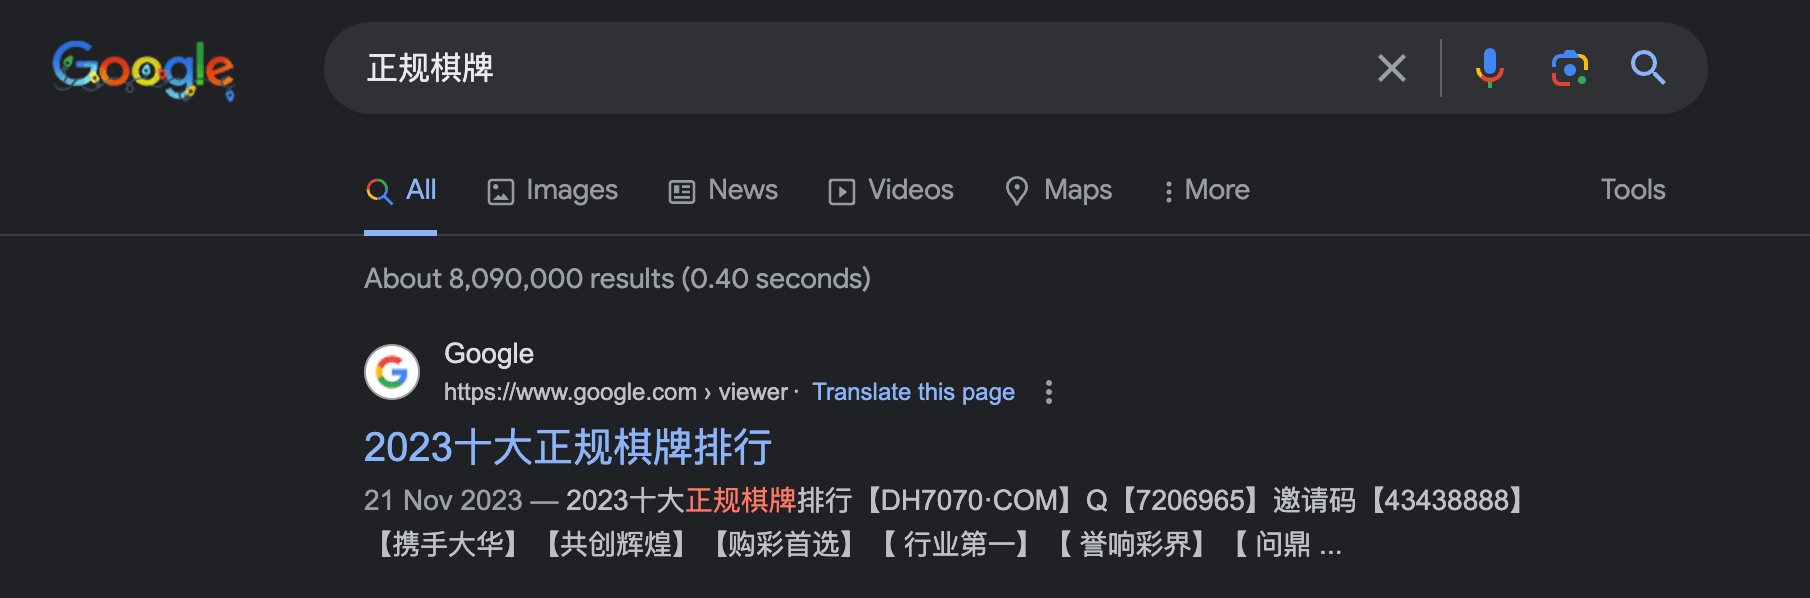 Google
正规棋牌
All Images News Videos Maps More Tools
About 8,090,000 results (0.40 seconds)
Google
https://www.google.com › viewer · Translate this page
2023十大正规棋牌排行
21 Nov 2023 — 2023十大正规棋牌排行【DH7070·COM】Q【7206965】邀请码【43438888】
【携手大华】【共创辉煌】【购彩首选】【 行业第一】【 誉响彩界】【 问鼎 ...